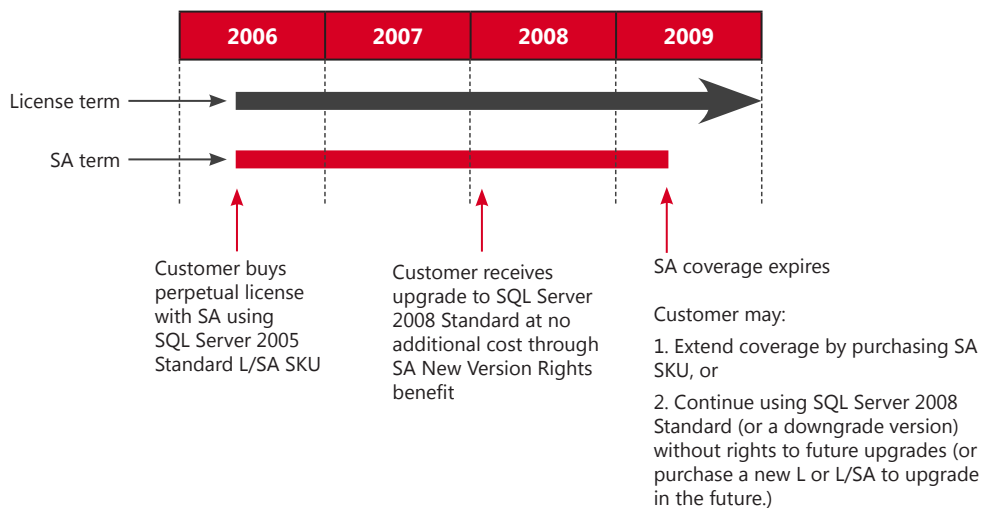 2006 2007 2008 2009
License term
SA term
Customer buys
perpetual license
with SA using
SQL Server 2005
Standard L/SA SKU
Customer receives
upgrade to SQL Server
2008 Standard at no
additional cost through
SA New Version Rights
benefit
SA coverage expires
Customer may:
1. Extend coverage by purchasing SA
SKU, or
2. Continue using SQL Server 2008
Standard (or a downgrade version)
without rights to future upgrades (or
purchase a new L or L/SA to upgrade
in the future.)